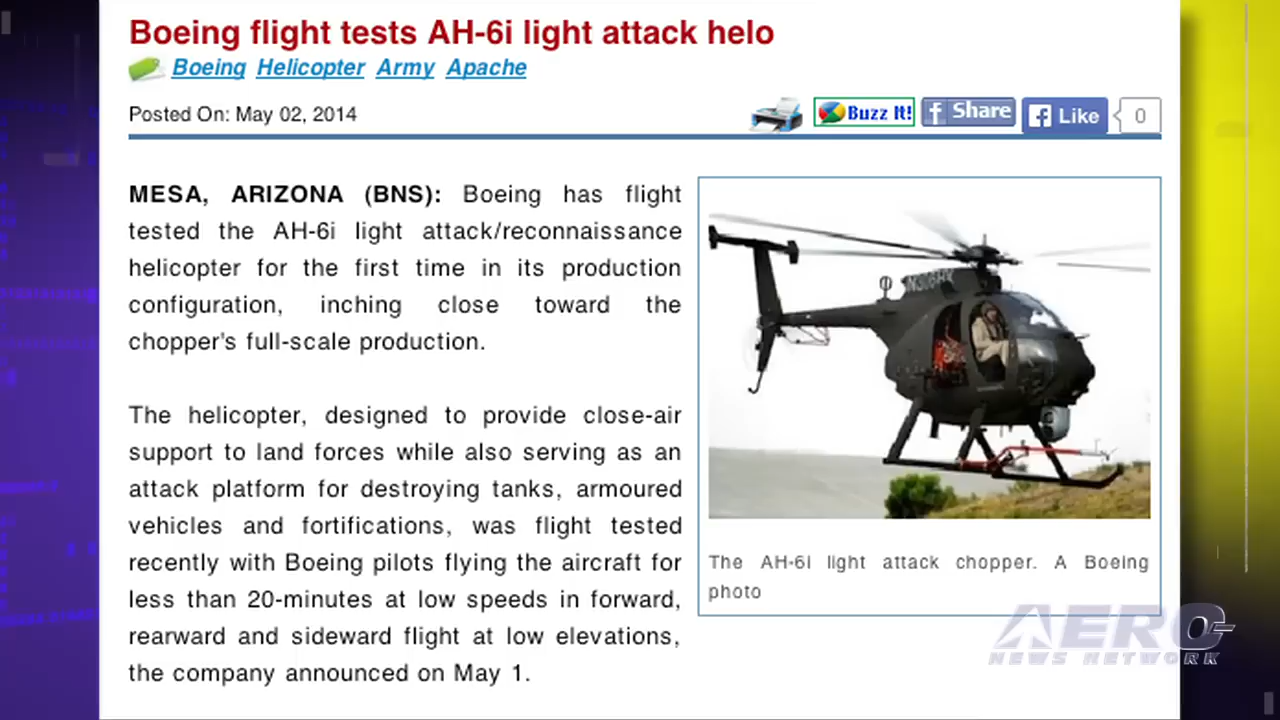 Boeing flight tests AH-6i light attack helo
Boeing Helicopter Army Apache
Posted On: May 02, 2014
Buzz It!
Share
Like
0
MESA, ARIZONA (BNS): Boeing has flight
tested the AH-6i light attack/reconnaissance
helicopter for the first time in its production
configuration, inching close toward the
chopper's full-scale production.
The helicopter, designed to provide close-air
support to land forces while also serving as an
attack platform for destroying tanks, armoured
vehicles and fortifications, was flight tested
recently with Boeing pilots flying the aircraft for
less than 20-minutes at low speeds in forward,
rearward and sideward flight at low elevations,
the company announced on May 1.
The AH-6I light attack chopper. A Boeing
photo
AERO-
NEWS NETWORK